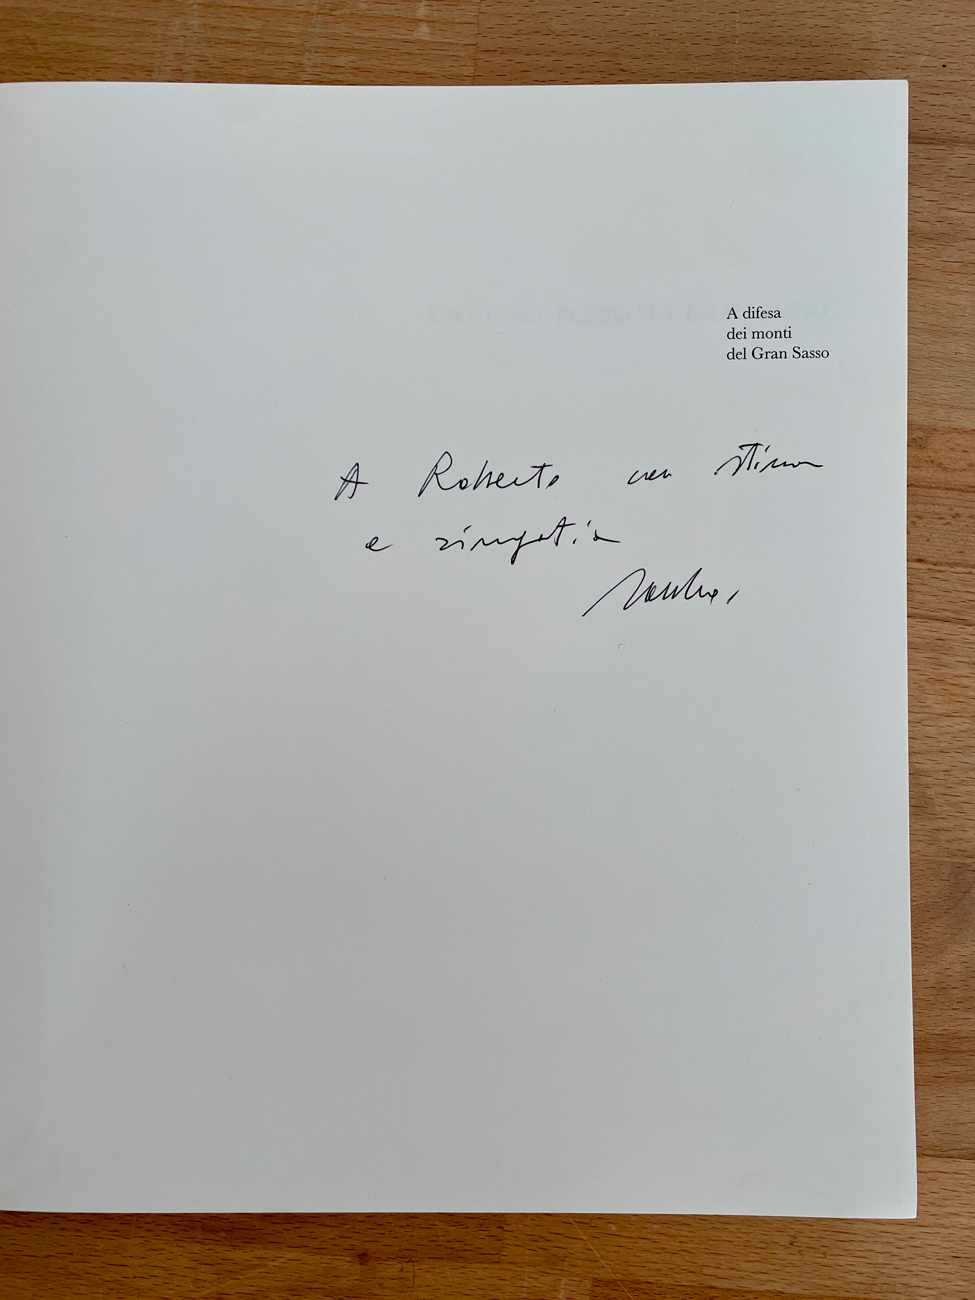 A difesa
dei monti
del Gran Sasso
A Roberto con stima
e simpatia